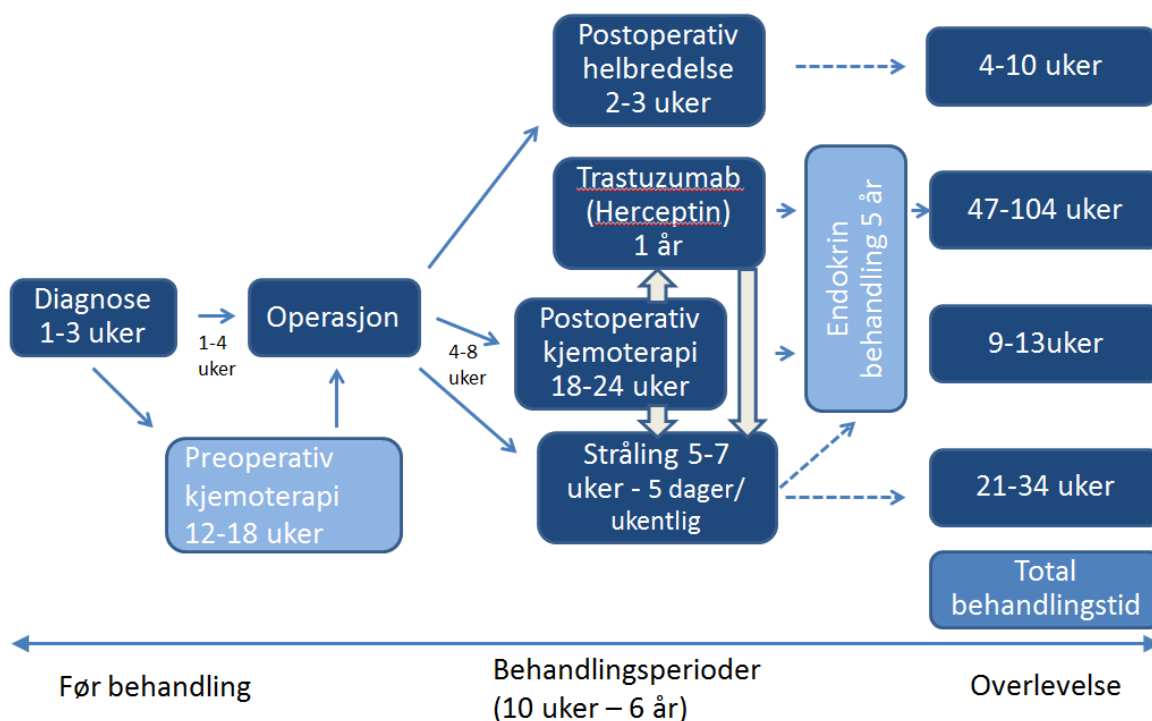 Postoperativ
helbredelse
2-3 uker
4-10 uker
Trastuzumab
(Herceptin)
1 år
Endokrin
behandling 5 år
47-104 uker
Diagnose
1-3 uker
1-4
uker
Operasjon
4-8
uker
Postoperativ
kjemoterapi
18-24 uker
9-13uker
Preoperativ
kjemoterapi
12-18 uker
Stråling 5-7
uker - 5 dager/
ukentlig
21-34 uker
Total
behandlingstid
Før behandling
Behandlingsperioder
(10 uker – 6 år)
Overlevelse